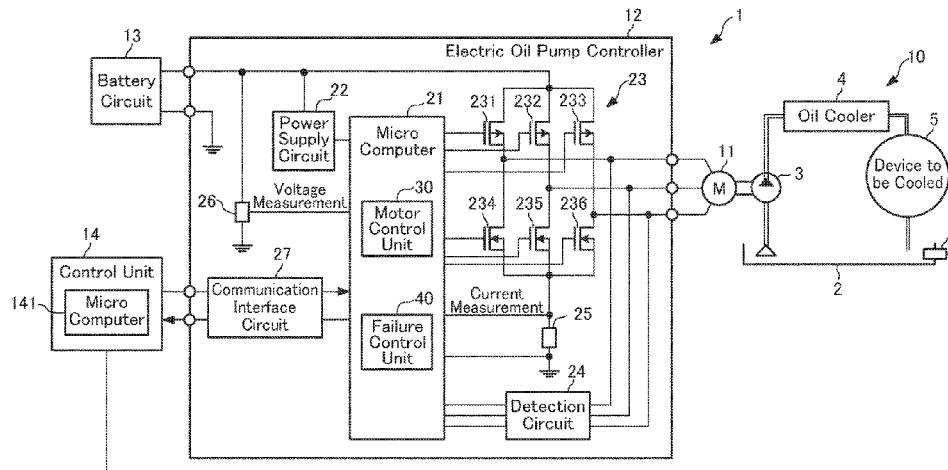 12
1
13
Electric Oil Pump Controller
10
Battery
Circuit
22
21
231
232
233
23
4
Oil Cooler
5
Power
Supply
Circuit
Micro
Computer
11
M
3
Device to
be Cooled
Voltage
Measurement
26
30
Motor
Control
Unit
234
235
236
14
Control Unit
27
2
141
Micro
Computer
Communication
Interface
Circuit
40
Failure
Control
Unit
Current
Measurement
25
24
Detection
Circuit